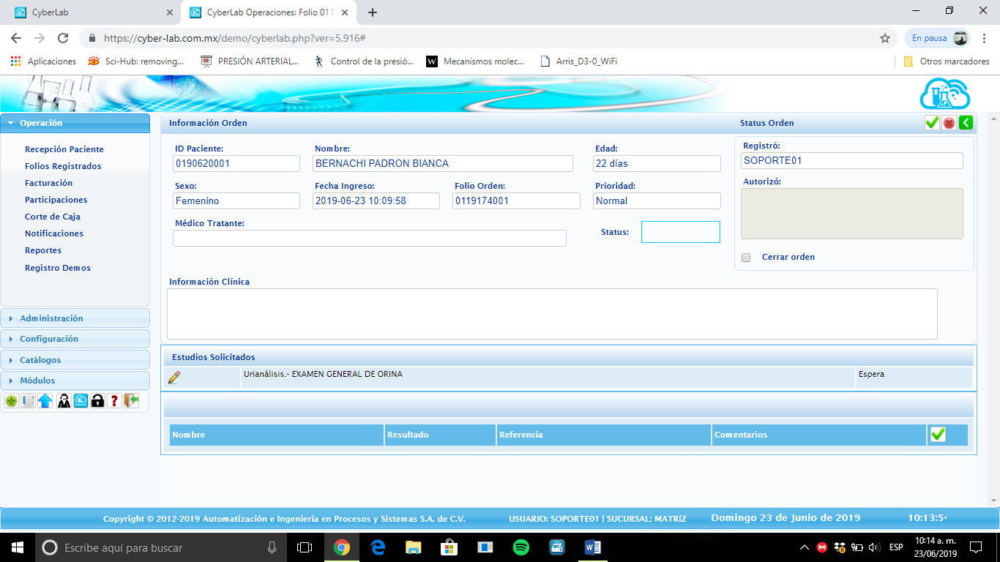 CyberLab
CyberLab Operaciones: Folio 011
https://cyber-lab.com.mx/demo/cyberlab.php?ver=5.916#
En pausa
Aplicaciones
Sci-Hub: removing...
PRESIÓN ARTERIAL...
Control de la presió...
W
Mecanismos molec...
Arris_D3-0_WiFi
Otros marcadores
Operación
Recepción Paciente
Folios Registrados
Facturación
Participaciones
Corte de Caja
Notificaciones
Reportes
Registro Demos
Administración
Configuración
Catálogos
Módulos
Información Orden
Status Orden
ID Paciente:
Nombre:
Edad:
0190620001
BERNACHI PADRON BIANCA
22 días
Sexo:
Fecha Ingreso:
Folio Orden:
Prioridad:
Femenino
2019-06-23 10:09:58
0119174001
Normal
Médico Tratante:
Status:
Registró:
SOPORTE01
Autorizó:
Cerrar orden
Información Clínica
Estudios Solicitados
Urianálisis.- EXAMEN GENERAL DE ORINA
Espera
Nombre
Resultado
Referencia
Comentarios
Copyright © 2012-2019 Automatización e Ingeniería en Procesos y Sistemas S.A. de C.V.
USUARIO: SOPORTE01 | SUCURSAL: MATRíZ
Domingo 23 de Junio de 2019
10:13:54
Escribe aquí para buscar
ESP
10:14 a. m.
23/06/2019